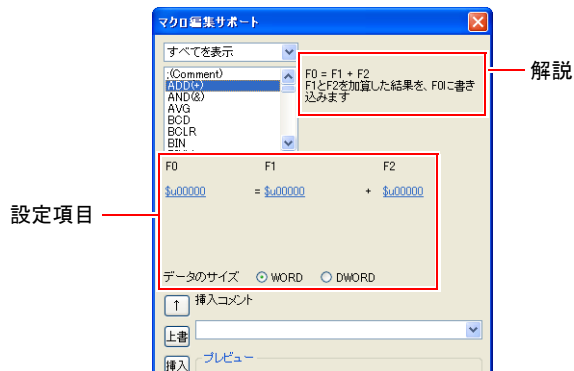 マクロ編集サポート
すべてを表示
;(Comment)
ADD(+)
AND(&)
AVG
BCD
BCLR
BIN
F0 = F1 + F2
F1とF2を加算した結果を、F0に書き
込みます
解説
F0 F1 F2
$u00000 = $u00000 + $u00000
設定項目
データのサイズ WORD DWORD
↑ 挿入コメント
上書
挿入 プレビュー